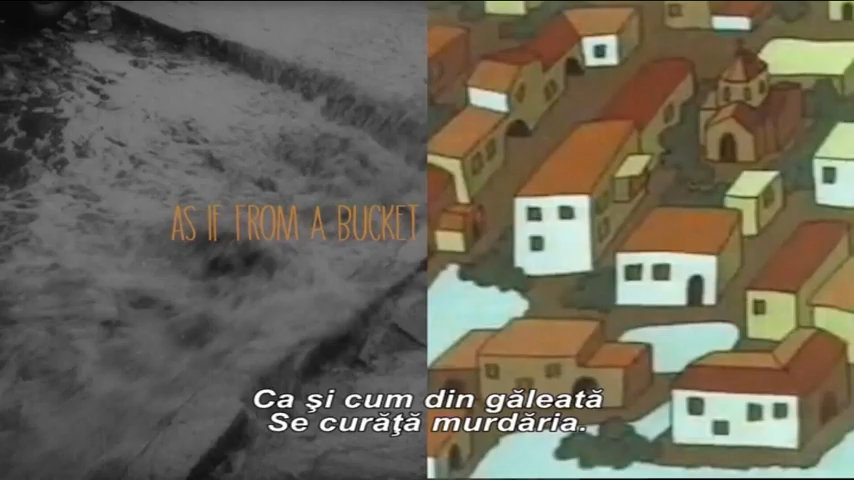 AS IF FROM A BUCKET
Ca şi cum din găleată
Se curăţă murdăria.